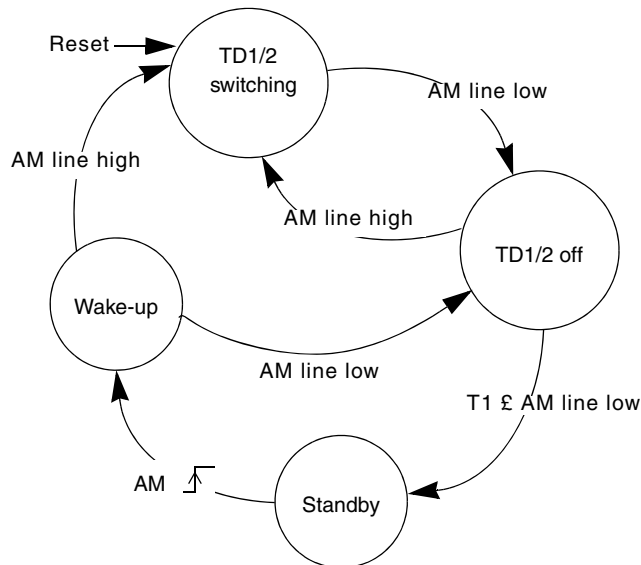 Reset
TD1/2
switching
AM line low
AM line high
AM line high
TD1/2 off
Wake-up
AM line low
T1 £ AM line low
AM
Standby